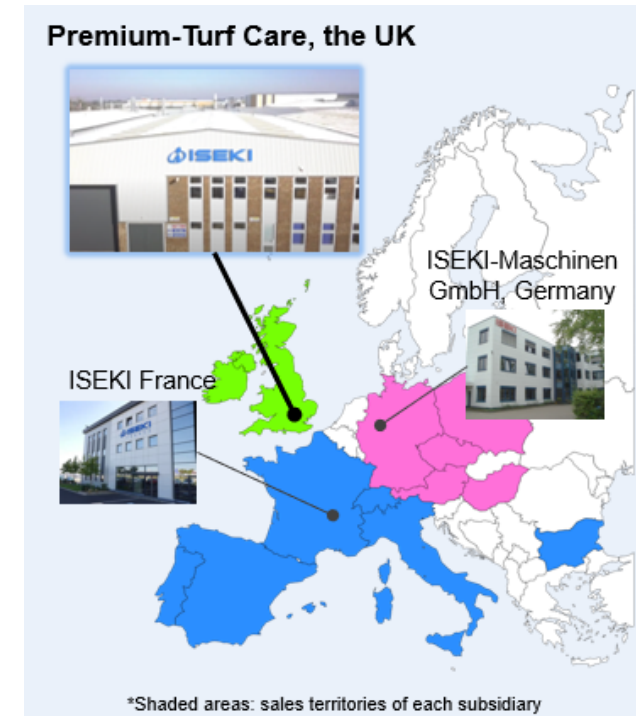 Premium-Turf Care, the UK
ISEKI
ISEKI-Maschinen
GmbH, Germany
ISEKI France
ISEKI
*Shaded areas: sales territories of each subsidiary